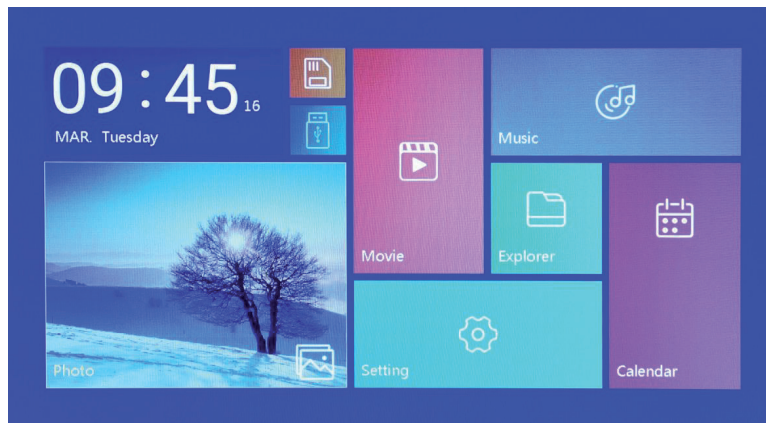 09:45 16
MAR. Tuesday
Music
Movie
Explorer
Photo
Setting
Calendar